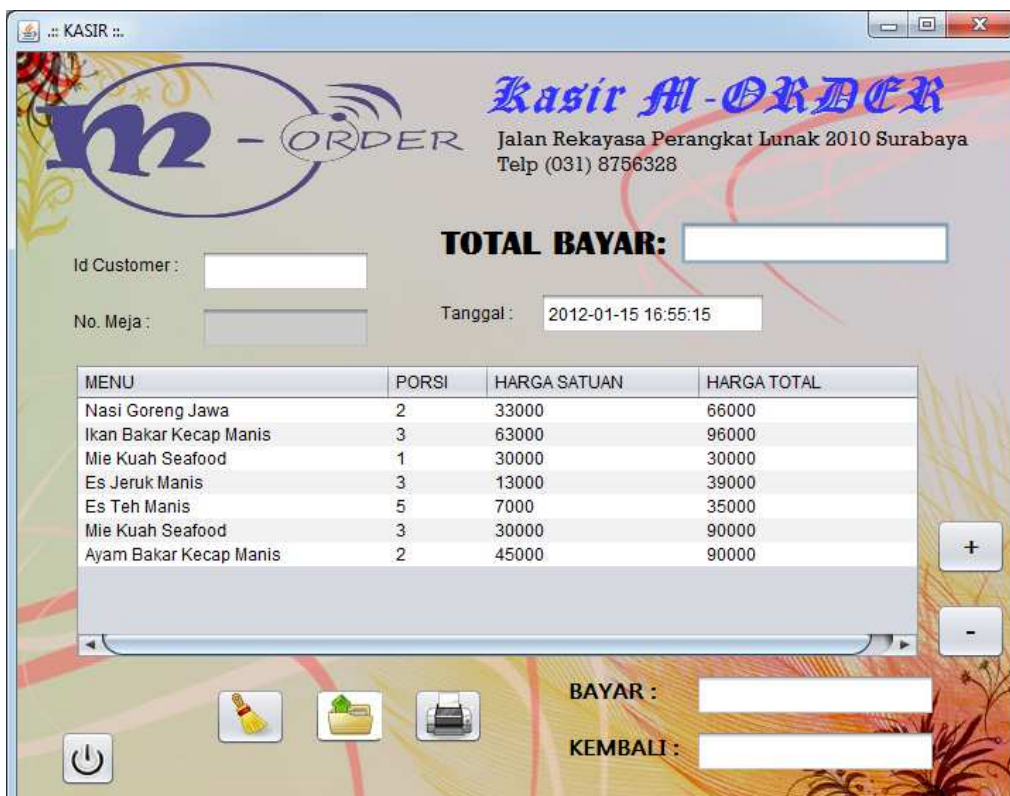 .:: KASIR ::.
m - ORDER
Kasir M-ORDER
Jalan Rekayasa Perangkat Lunak 2010 Surabaya
Telp (031) 8756328
TOTAL BAYAR:
Id Customer :
No. Meja :
Tanggal : 2012-01-15 16:55:15
MENU PORSI HARGA SATUAN HARGA TOTAL
Nasi Goreng Jawa 2 33000 66000
Ikan Bakar Kecap Manis 3 63000 96000
Mie Kuah Seafood 1 30000 30000
Es Jeruk Manis 3 13000 39000
Es Teh Manis 5 7000 35000
Mie Kuah Seafood 3 30000 90000
Ayam Bakar Kecap Manis 2 45000 90000
+
-
BAYAR :
KEMBALI :